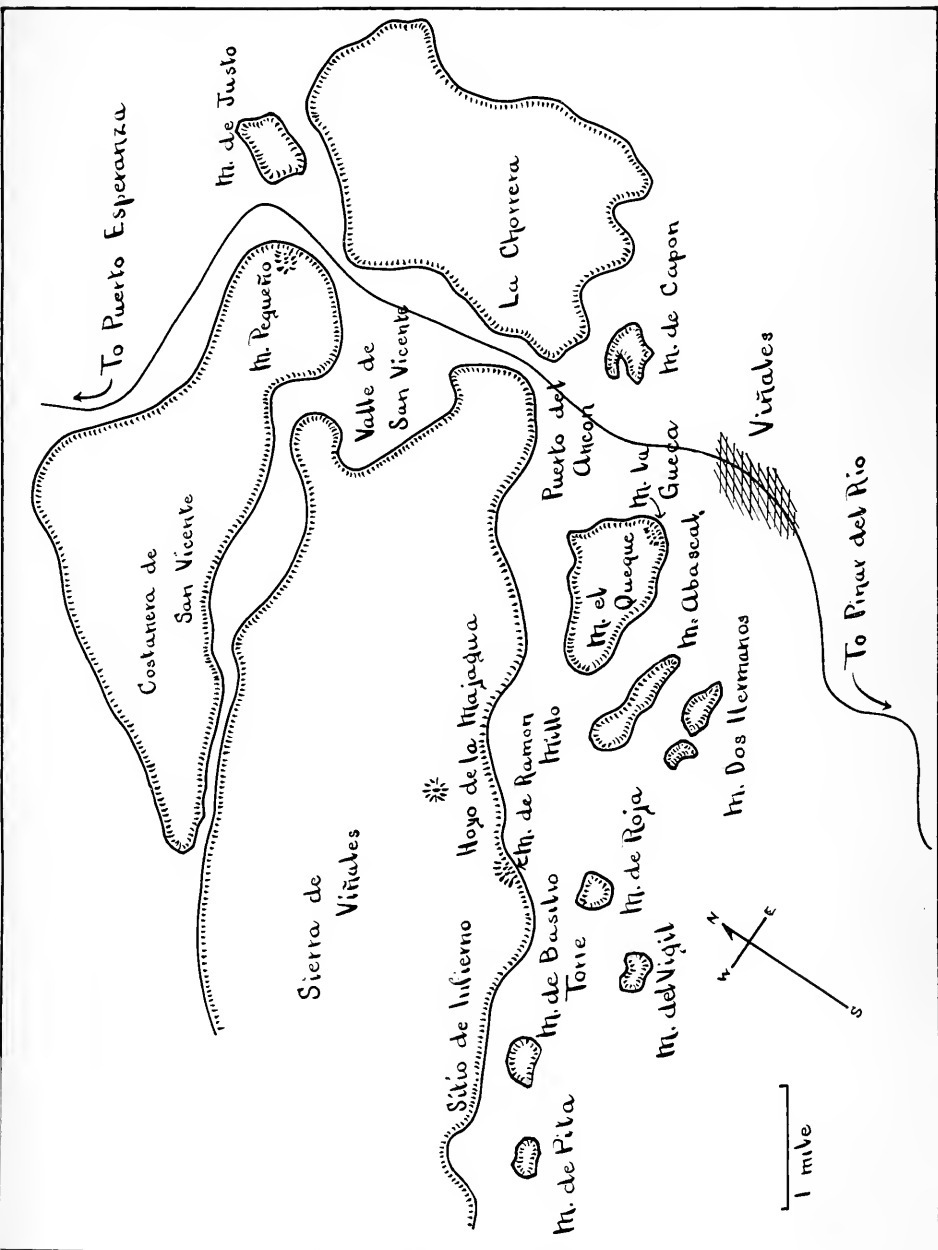 To Puerto Esperanza
M. de Justo
Costanera de
San Vicente
M. Pequeño
Valle de
San Vicente
La Chorrera
Sierra de
Viñales
Hoyo de la Majagua
Sitio de Infierno
M. de Ramon
Millo
Puerto del
Ancon
M. de Capon
M. La
Gueca
M. el
Queque
M. Abascal
M. de Basilio
Torre
M. de Pita
M. de Roja
M. del Vigil
M. Dos Hermanos
Viñales
To Pinar del Rio
N
W
E
S
1 mile